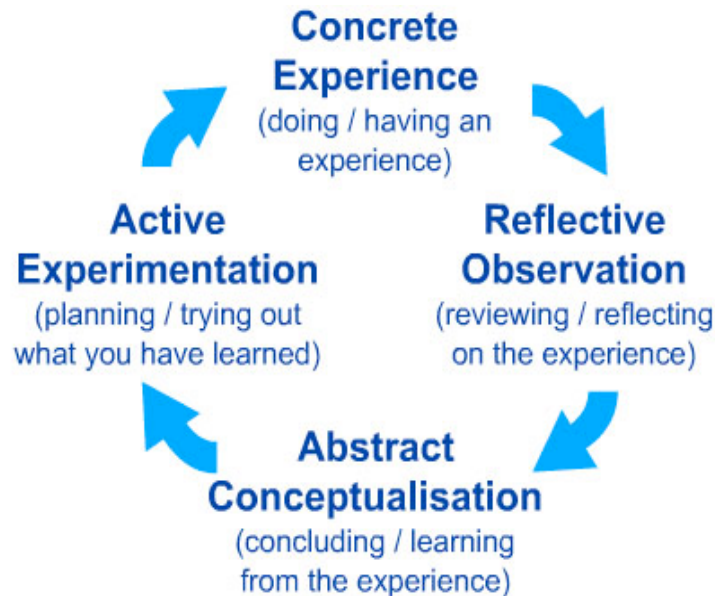 Concrete
Experience
(doing / having an
experience)
Reflective
Observation
(reviewing / reflecting
on the experience)
Abstract
Conceptualisation
(concluding / learning
from the experience)
Active
Experimentation
(planning / trying out
what you have learned)